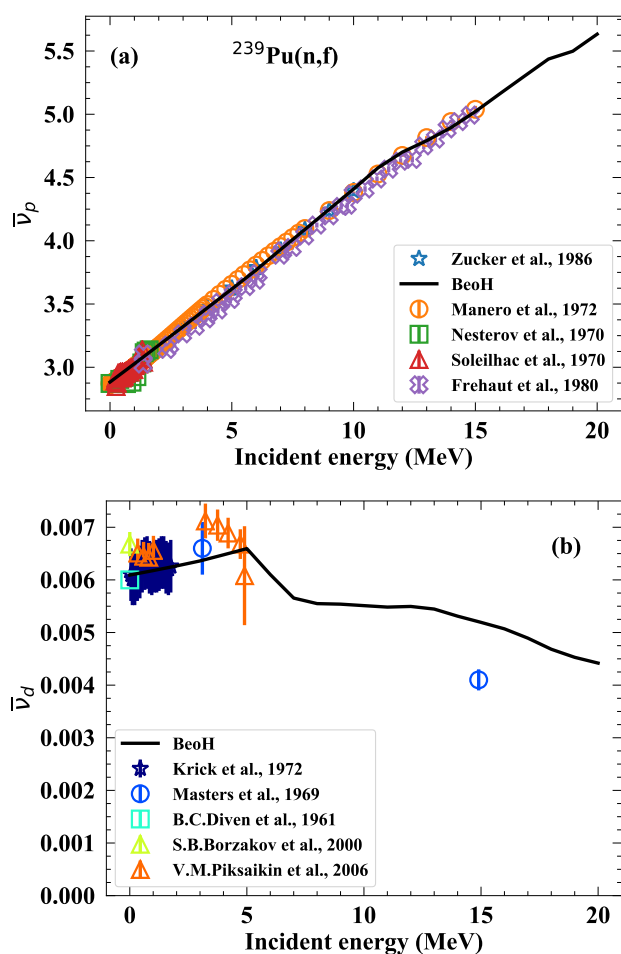 (a)
²³⁹Pu(n,f)
5.5
5.0
4.5
4.0
3.5
3.0
ν̅ₚ
Zucker et al., 1986
BeoH
Manero et al., 1972
Nesterov et al., 1970
Soleilhac et al., 1970
Frehaut et al., 1980
0 5 10 15 20
Incident energy (MeV)
(b)
0.007
0.006
0.005
0.004
0.003
0.002
0.001
0.000
ν̅_d
BeoH
Krick et al., 1972
Masters et al., 1969
B.C.Diven et al., 1961
S.B.Borzakov et al., 2000
V.M.Piksaikin et al., 2006
0 5 10 15 20
Incident energy (MeV)